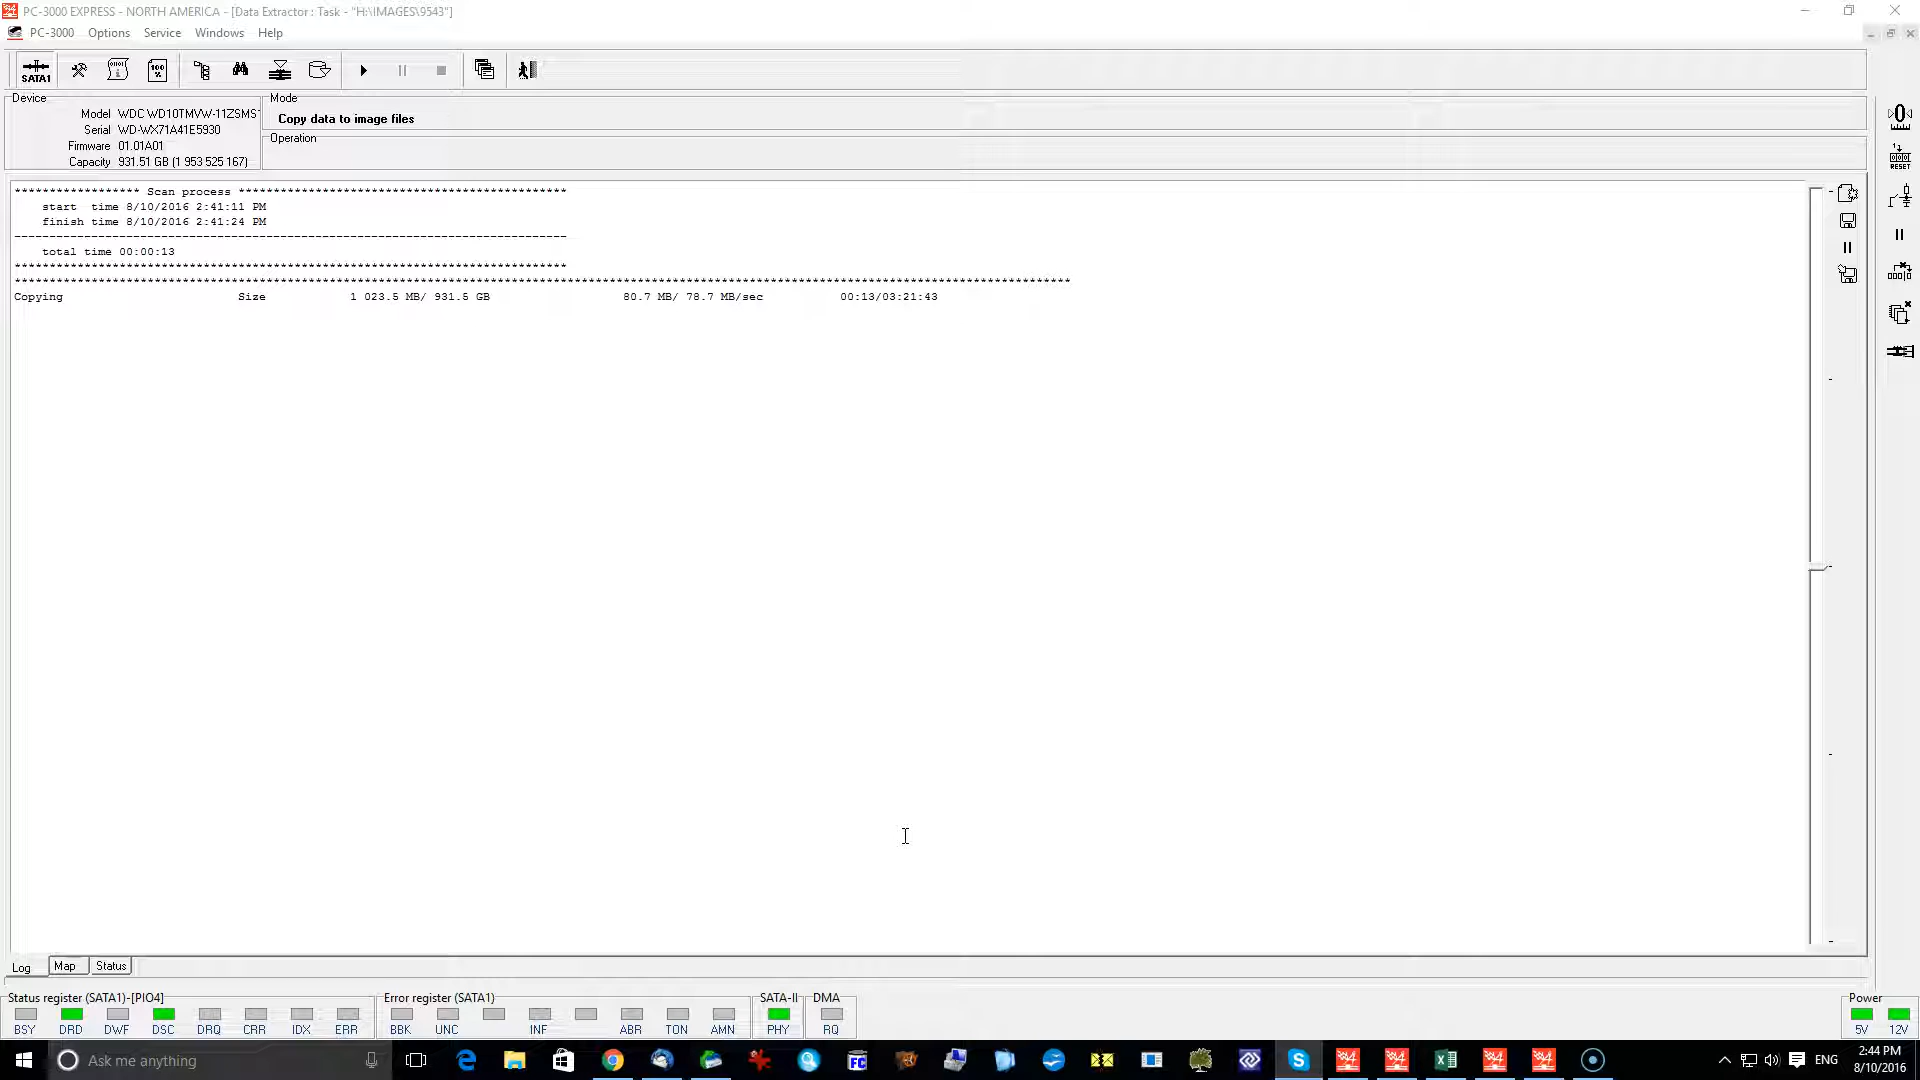 PC-3000 EXPRESS - NORTH AMERICA - [Data Extractor : Task - "H:\IMAGES\9543"]
PC-3000 Options Service Windows Help
SATA1
Device
Model WDC WD10TMVW-11ZSMS
Serial WD-WX71A41E5930
Firmware 01.01A01
Capacity 931.51 GB (1 953 525 167)
Mode
Copy data to image files
Operation
RESET
****************** Scan process ***********************************************
start time 8/10/2016 2:41:11 PM
finish time 8/10/2016 2:41:24 PM
-------------------------------------------------------------------------------
total time 00:00:13
*******************************************************************************
*******************************************************************************************************************************************************
Copying Size 1 023.5 MB/ 931.5 GB 80.7 MB/ 78.7 MB/sec 00:13/03:21:43
Log Map Status
Status register (SATA1)-[PIO4] Error register (SATA1) SATA-II DMA Power
BSY DRD DWF DSC DRQ CRR IDX ERR BBK UNC INF ABR TON AMN PHY RQ 5V 12V
Ask me anything
FC
ENG
2:44 PM
8/10/2016